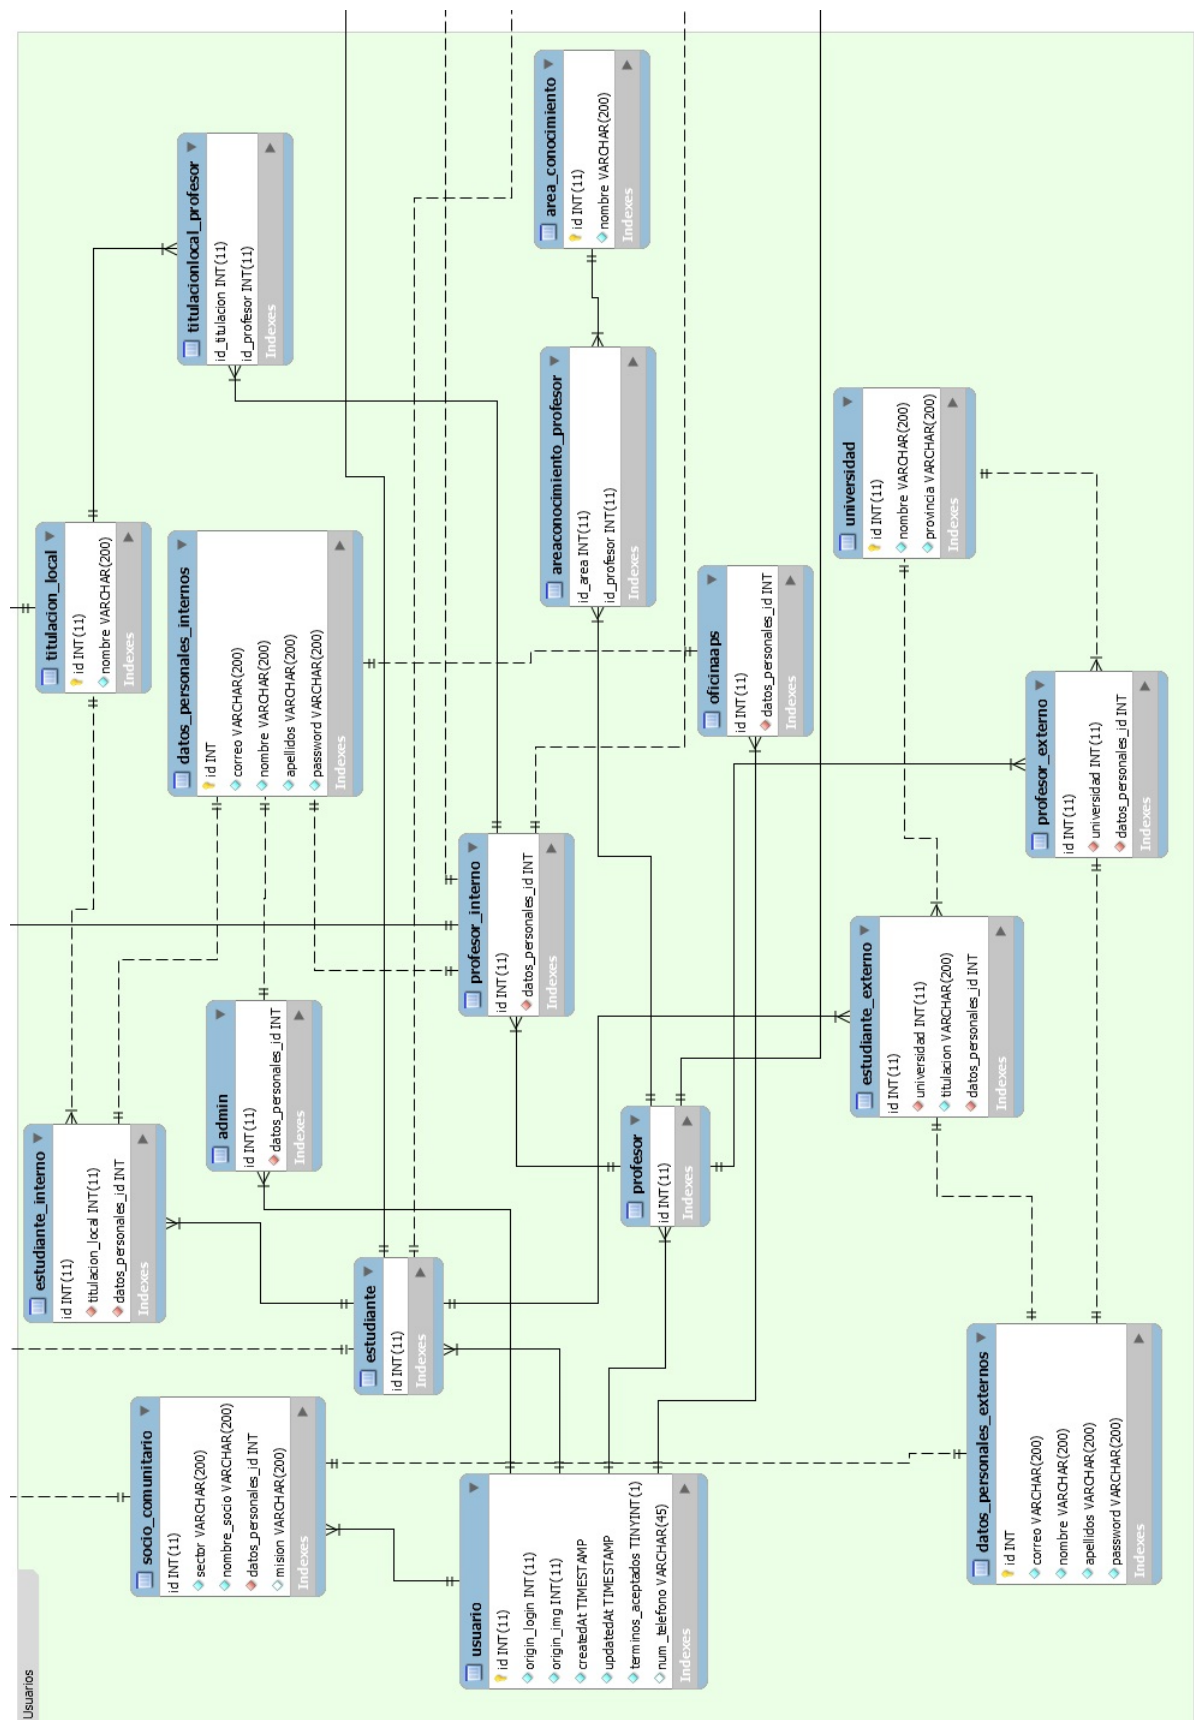 Usuarios
socio_comunitario
id INT(11)
sector VARCHAR(200)
nombre_socio VARCHAR(200)
datos_personales_id INT
mision VARCHAR(200)
Indexes
usuario
id INT(11)
origin_login INT(11)
origin_img INT(11)
createdAt TIMESTAMP
updatedAt TIMESTAMP
terminos_aceptados TINYINT(1)
num_telefono VARCHAR(45)
Indexes
datos_personales_externos
id INT
correo VARCHAR(200)
nombre VARCHAR(200)
apellidos VARCHAR(200)
password VARCHAR(200)
Indexes
estudiante_interno
id INT(11)
titulacion_local INT(11)
datos_personales_id INT
Indexes
estudiante
id INT(11)
Indexes
admin
id INT(11)
datos_personales_id INT
Indexes
profesor
id INT(11)
Indexes
estudiante_externo
id INT(11)
universidad INT(11)
titulacion VARCHAR(200)
datos_personales_id INT
Indexes
profesor_interno
id INT(11)
datos_personales_id INT
Indexes
profesor_externo
id INT(11)
universidad INT(11)
datos_personales_id INT
Indexes
titulacion_local
id INT(11)
nombre VARCHAR(200)
Indexes
datos_personales_internos
id INT
correo VARCHAR(200)
nombre VARCHAR(200)
apellidos VARCHAR(200)
password VARCHAR(200)
Indexes
oficinaaps
id INT(11)
datos_personales_id INT
Indexes
areaconocimiento_profesor
id_area INT(11)
id_profesor INT(11)
Indexes
universidad
id INT(11)
nombre VARCHAR(200)
provincia VARCHAR(200)
Indexes
titulacionlocal_profesor
id_titulacion INT(11)
id_profesor INT(11)
Indexes
area_conocimiento
id INT(11)
nombre VARCHAR(200)
Indexes